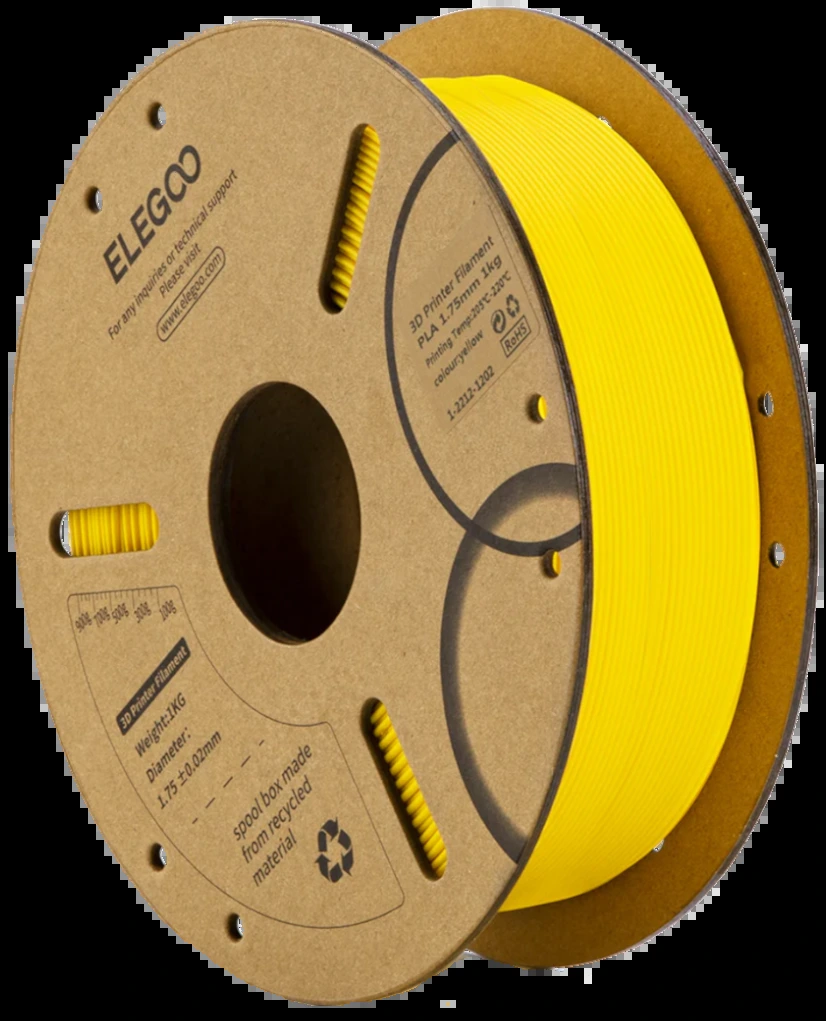 ELEGOO
For any inquiries or technical support
Please visit
www.elegoo.com
3D Printer Filament
PLA 1.75mm 1kg
Printing Temp:205℃-220℃
colour:yellow
RoHS
1-2212-1202
900g 700g 500g 300g 100g
3D Printer Filament
Weight:1KG
Diameter:
1.75 ±0.02mm
spool box made
from recycled
material